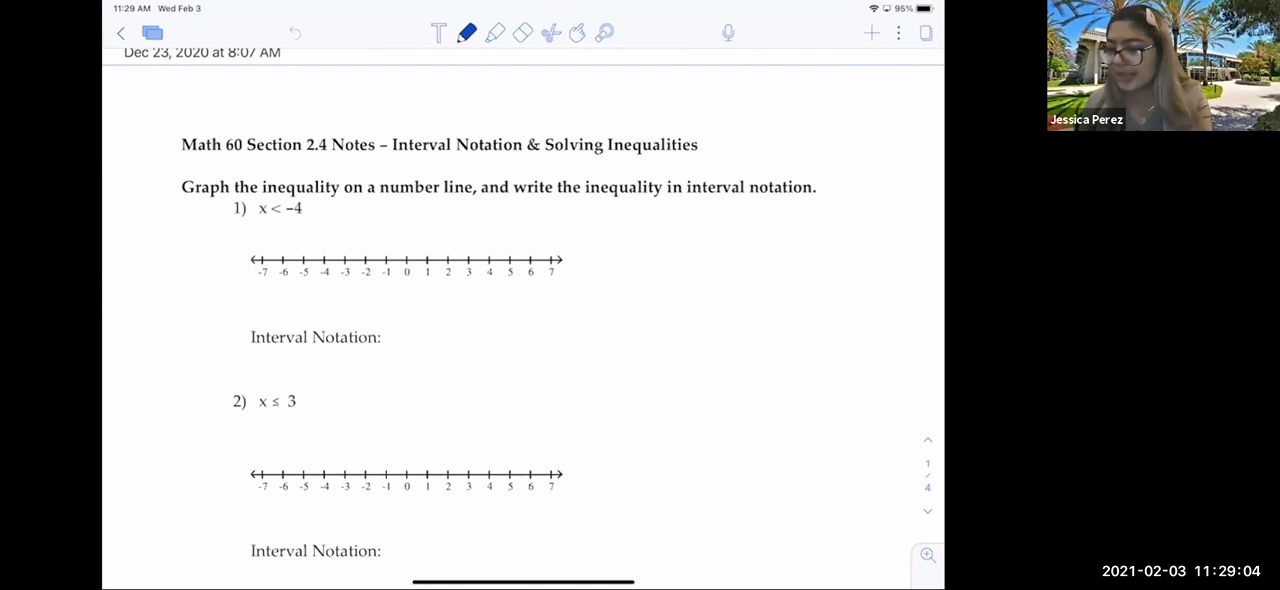 11:29 AM Wed Feb 3
95%
Dec 23, 2020 at 8:07 AM
Math 60 Section 2.4 Notes – Interval Notation & Solving Inequalities
Graph the inequality on a number line, and write the inequality in interval notation.
1) x < –4
-7 -6 -5 -4 -3 -2 -1 0 1 2 3 4 5 6 7
Interval Notation:
2) x ≤ 3
-7 -6 -5 -4 -3 -2 -1 0 1 2 3 4 5 6 7
Interval Notation:
1
/
4
Jessica Perez
2021-02-03 11:29:04